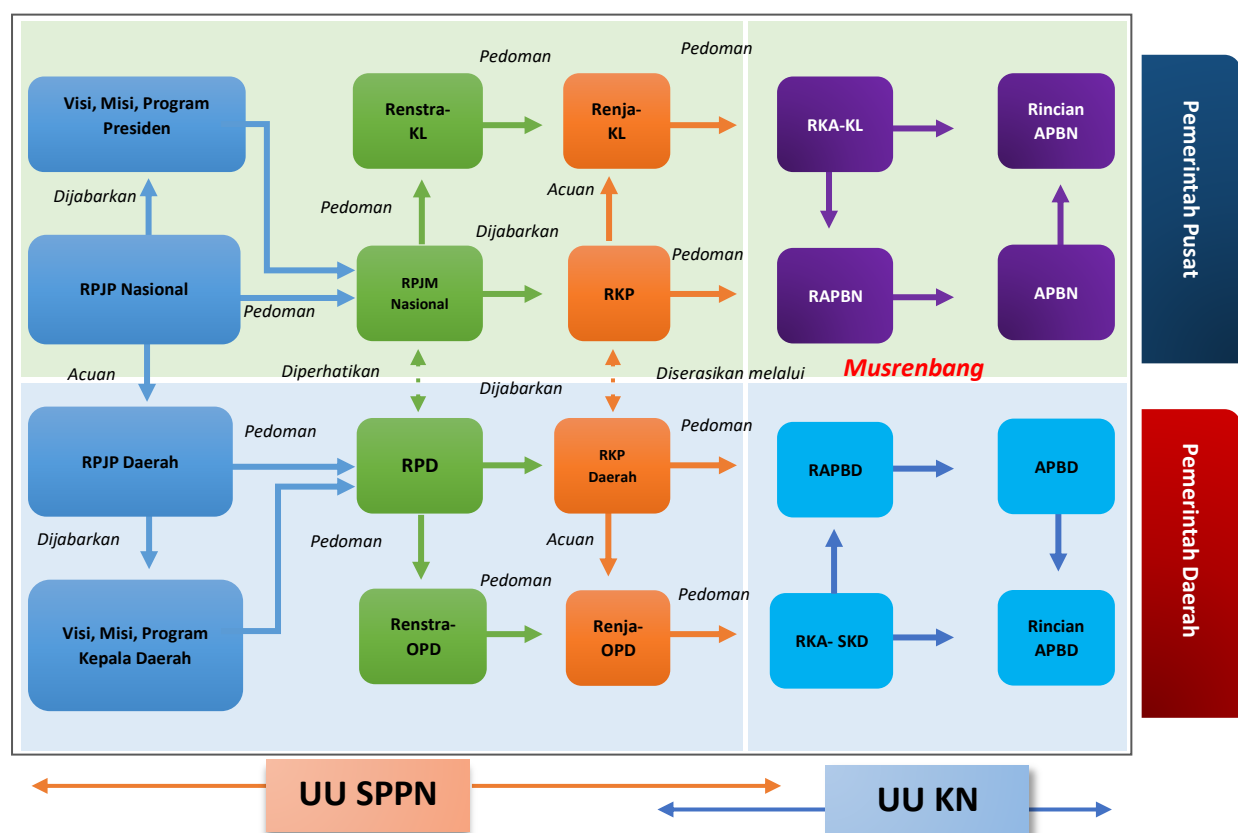 Pedoman
Pedoman
Visi, Misi, Program
Presiden
Renstra-
KL
Renja-
KL
RKA-KL
Rincian
APBN
Dijabarkan
Pedoman
Acuan
Dijabarkan
Pedoman
RPJP Nasional
Pedoman
RPJM
Nasional
RKP
RAPBN
APBN
Pemerintah Pusat
Acuan
Diperhatikan
Dijabarkan
Diserasikan melalui
Musrenbang
RPJP Daerah
Pedoman
RPD
RKP
Daerah
Pedoman
RAPBD
APBD
Dijabarkan
Pedoman
Acuan
Pedoman
Pedoman
Visi, Misi, Program
Kepala Daerah
Renstra-
OPD
Renja-
OPD
RKA- SKD
Rincian
APBD
Pemerintah Daerah
UU SPPN
UU KN